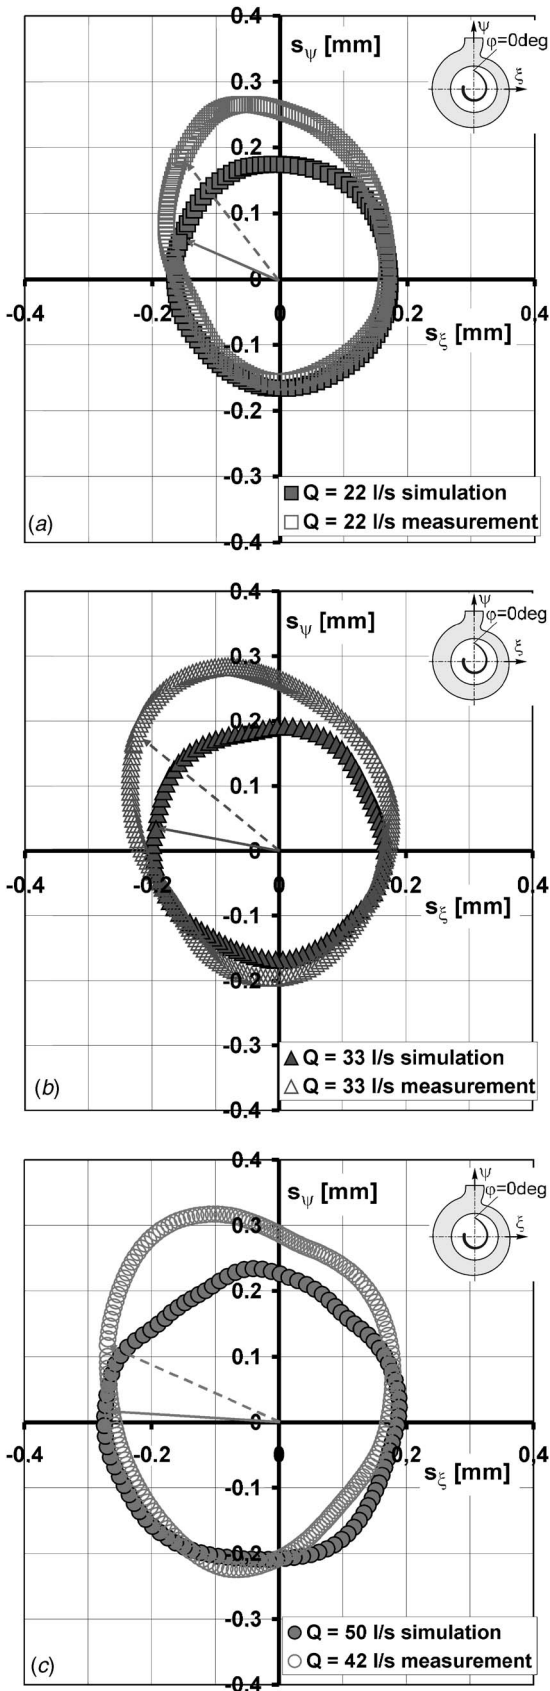 0.4
s_ψ [mm]
ψ
φ=0deg
ξ
0.3
0.2
0.1
0
-0.4
-0.2
0
0.2
0.4
s_ξ [mm]
-0.1
-0.2
-0.3
Q = 22 l/s simulation
Q = 22 l/s measurement
(a)
-0.4
0.4
s_ψ [mm]
ψ
φ=0deg
ξ
0.3
0.2
0.1
0
-0.4
-0.2
0
0.2
0.4
s_ξ [mm]
-0.1
-0.2
-0.3
Q = 33 l/s simulation
Q = 33 l/s measurement
(b)
-0.4
0.4
s_ψ [mm]
ψ
φ=0deg
ξ
0.3
0.2
0.1
0
-0.4
-0.2
0
0,2
0,4
s_ξ [mm]
-0.1
-0,2
-0.3
Q = 50 l/s simulation
Q = 42 l/s measurement
(c)
-0.4